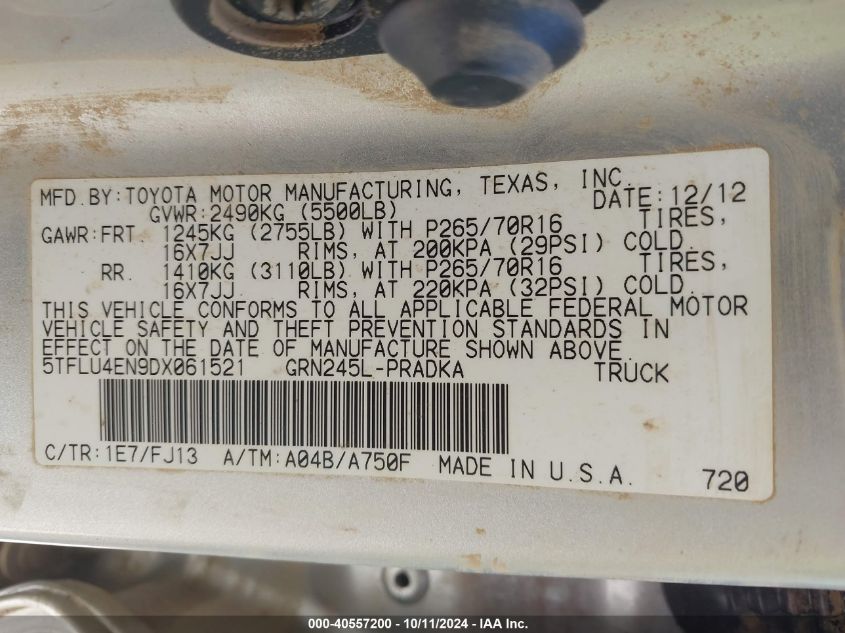 MFD.BY:TOYOTA MOTOR MANUFACTURING, TEXAS, INC.
DATE:12/12
GVWR:2490KG (5500LB)
GAWR:FRT. 1245KG (2755LB) WITH P265/70R16 TIRES,
16X7JJ RIMS, AT 200KPA (29PSI) COLD.
RR. 1410KG (3110LB) WITH P265/70R16 TIRES,
16X7JJ RIMS, AT 220KPA (32PSI) COLD.
THIS VEHICLE CONFORMS TO ALL APPLICABLE FEDERAL MOTOR
VEHICLE SAFETY AND THEFT PREVENTION STANDARDS IN
EFFECT ON THE DATE OF MANUFACTURE SHOWN ABOVE.
5TFLU4EN9DX061521 GRN245L-PRADKA TRUCK
C/TR:1E7/FJ13 A/TM:A04B/A750F MADE IN U.S.A.
720
000-40557200 - 10/11/2024 - IAA Inc.